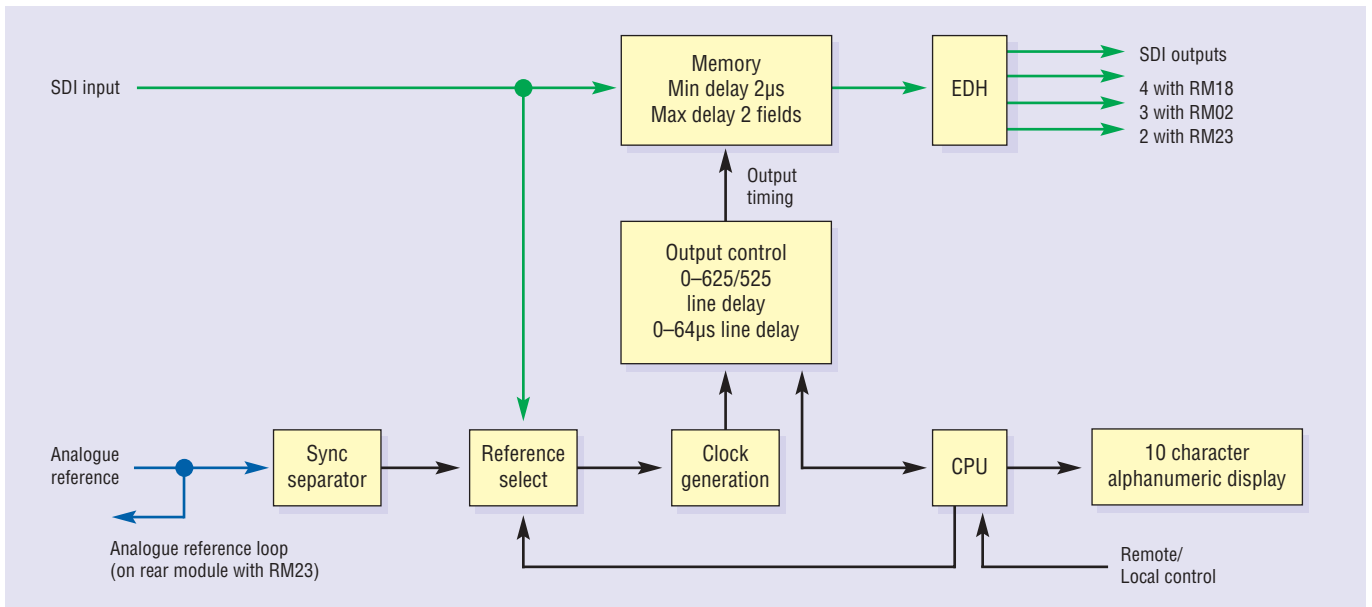 SDI input
Memory
Min delay 2µs
Max delay 2 fields
EDH
SDI outputs
4 with RM18
3 with RM02
2 with RM23
Output
timing
Output control
0–625/525
line delay
0–64µs line delay
Analogue
reference
Sync
separator
Reference
select
Clock
generation
CPU
10 character
alphanumeric display
Analogue reference loop
(on rear module with RM23)
Remote/
Local control